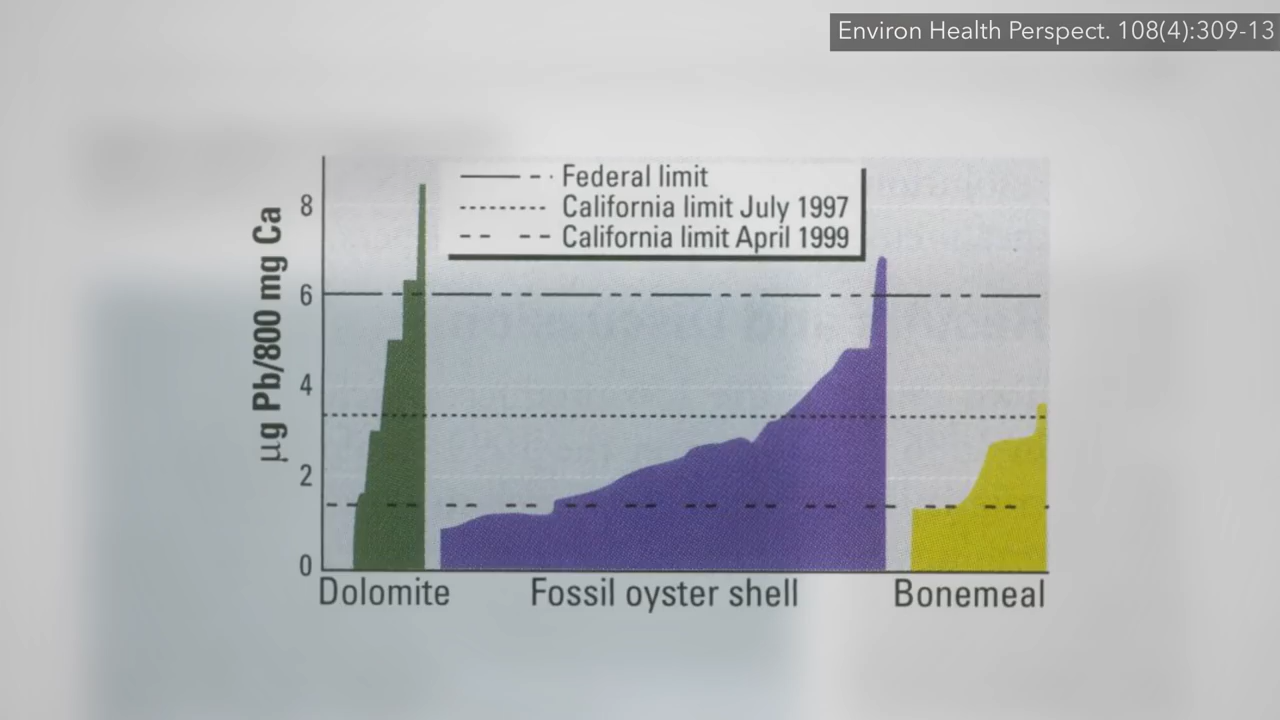 Environ Health Perspect. 108(4):309-13
Federal limit
California limit July 1997
California limit April 1999
µg Pb/800 mg Ca
8
6
4
2
0
Dolomite
Fossil oyster shell
Bonemeal